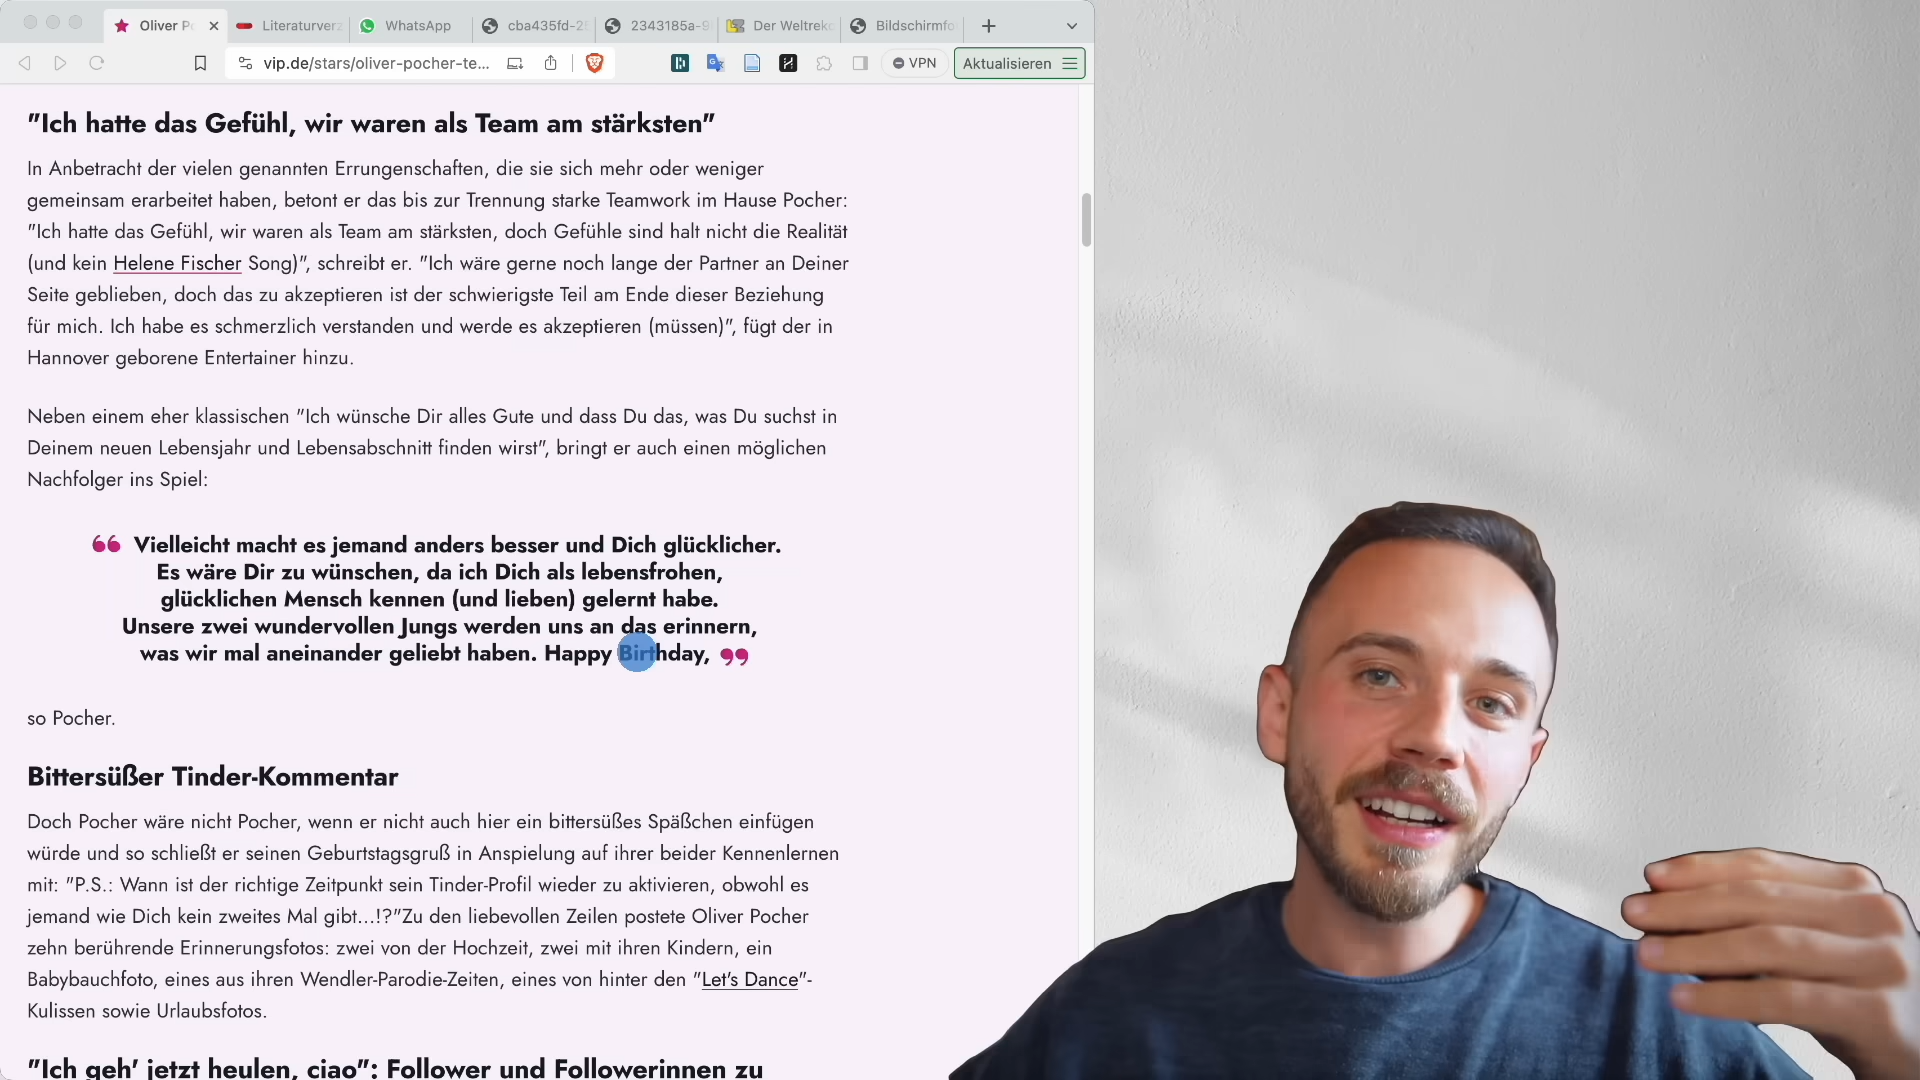 Oliver Po
Literaturverz
WhatsApp
cba435fd-25
2343185a-9
Der Weltreko
Bildschirmfo
vip.de/stars/oliver-pocher-te...
VPN
Aktualisieren
"Ich hatte das Gefühl, wir waren als Team am stärksten"
In Anbetracht der vielen genannten Errungenschaften, die sie sich mehr oder weniger
gemeinsam erarbeitet haben, betont er das bis zur Trennung starke Teamwork im Hause Pocher:
"Ich hatte das Gefühl, wir waren als Team am stärksten, doch Gefühle sind halt nicht die Realität
(und kein Helene Fischer Song)", schreibt er. "Ich wäre gerne noch lange der Partner an Deiner
Seite geblieben, doch das zu akzeptieren ist der schwierigste Teil am Ende dieser Beziehung
für mich. Ich habe es schmerzlich verstanden und werde es akzeptieren (müssen)", fügt der in
Hannover geborene Entertainer hinzu.
Neben einem eher klassischen "Ich wünsche Dir alles Gute und dass Du das, was Du suchst in
Deinem neuen Lebensjahr und Lebensabschnitt finden wirst", bringt er auch einen möglichen
Nachfolger ins Spiel:
“ Vielleicht macht es jemand anders besser und Dich glücklicher.
Es wäre Dir zu wünschen, da ich Dich als lebensfrohen,
glücklichen Mensch kennen (und lieben) gelernt habe.
Unsere zwei wundervollen Jungs werden uns an das erinnern,
was wir mal aneinander geliebt haben. Happy Birthday, ”
so Pocher.
Bittersüßer Tinder-Kommentar
Doch Pocher wäre nicht Pocher, wenn er nicht auch hier ein bittersüßes Späßchen einfügen
würde und so schließt er seinen Geburtstagsgruß in Anspielung auf ihrer beider Kennenlernen
mit: "P.S.: Wann ist der richtige Zeitpunkt sein Tinder-Profil wieder zu aktivieren, obwohl es
jemand wie Dich kein zweites Mal gibt...!?"Zu den liebevollen Zeilen postete Oliver Pocher
zehn berührende Erinnerungsfotos: zwei von der Hochzeit, zwei mit ihren Kindern, ein
Babybauchfoto, eines aus ihren Wendler-Parodie-Zeiten, eines von hinter den "Let's Dance"-
Kulissen sowie Urlaubsfotos.
"Ich geh' jetzt heulen, ciao": Follower und Followerinnen zu